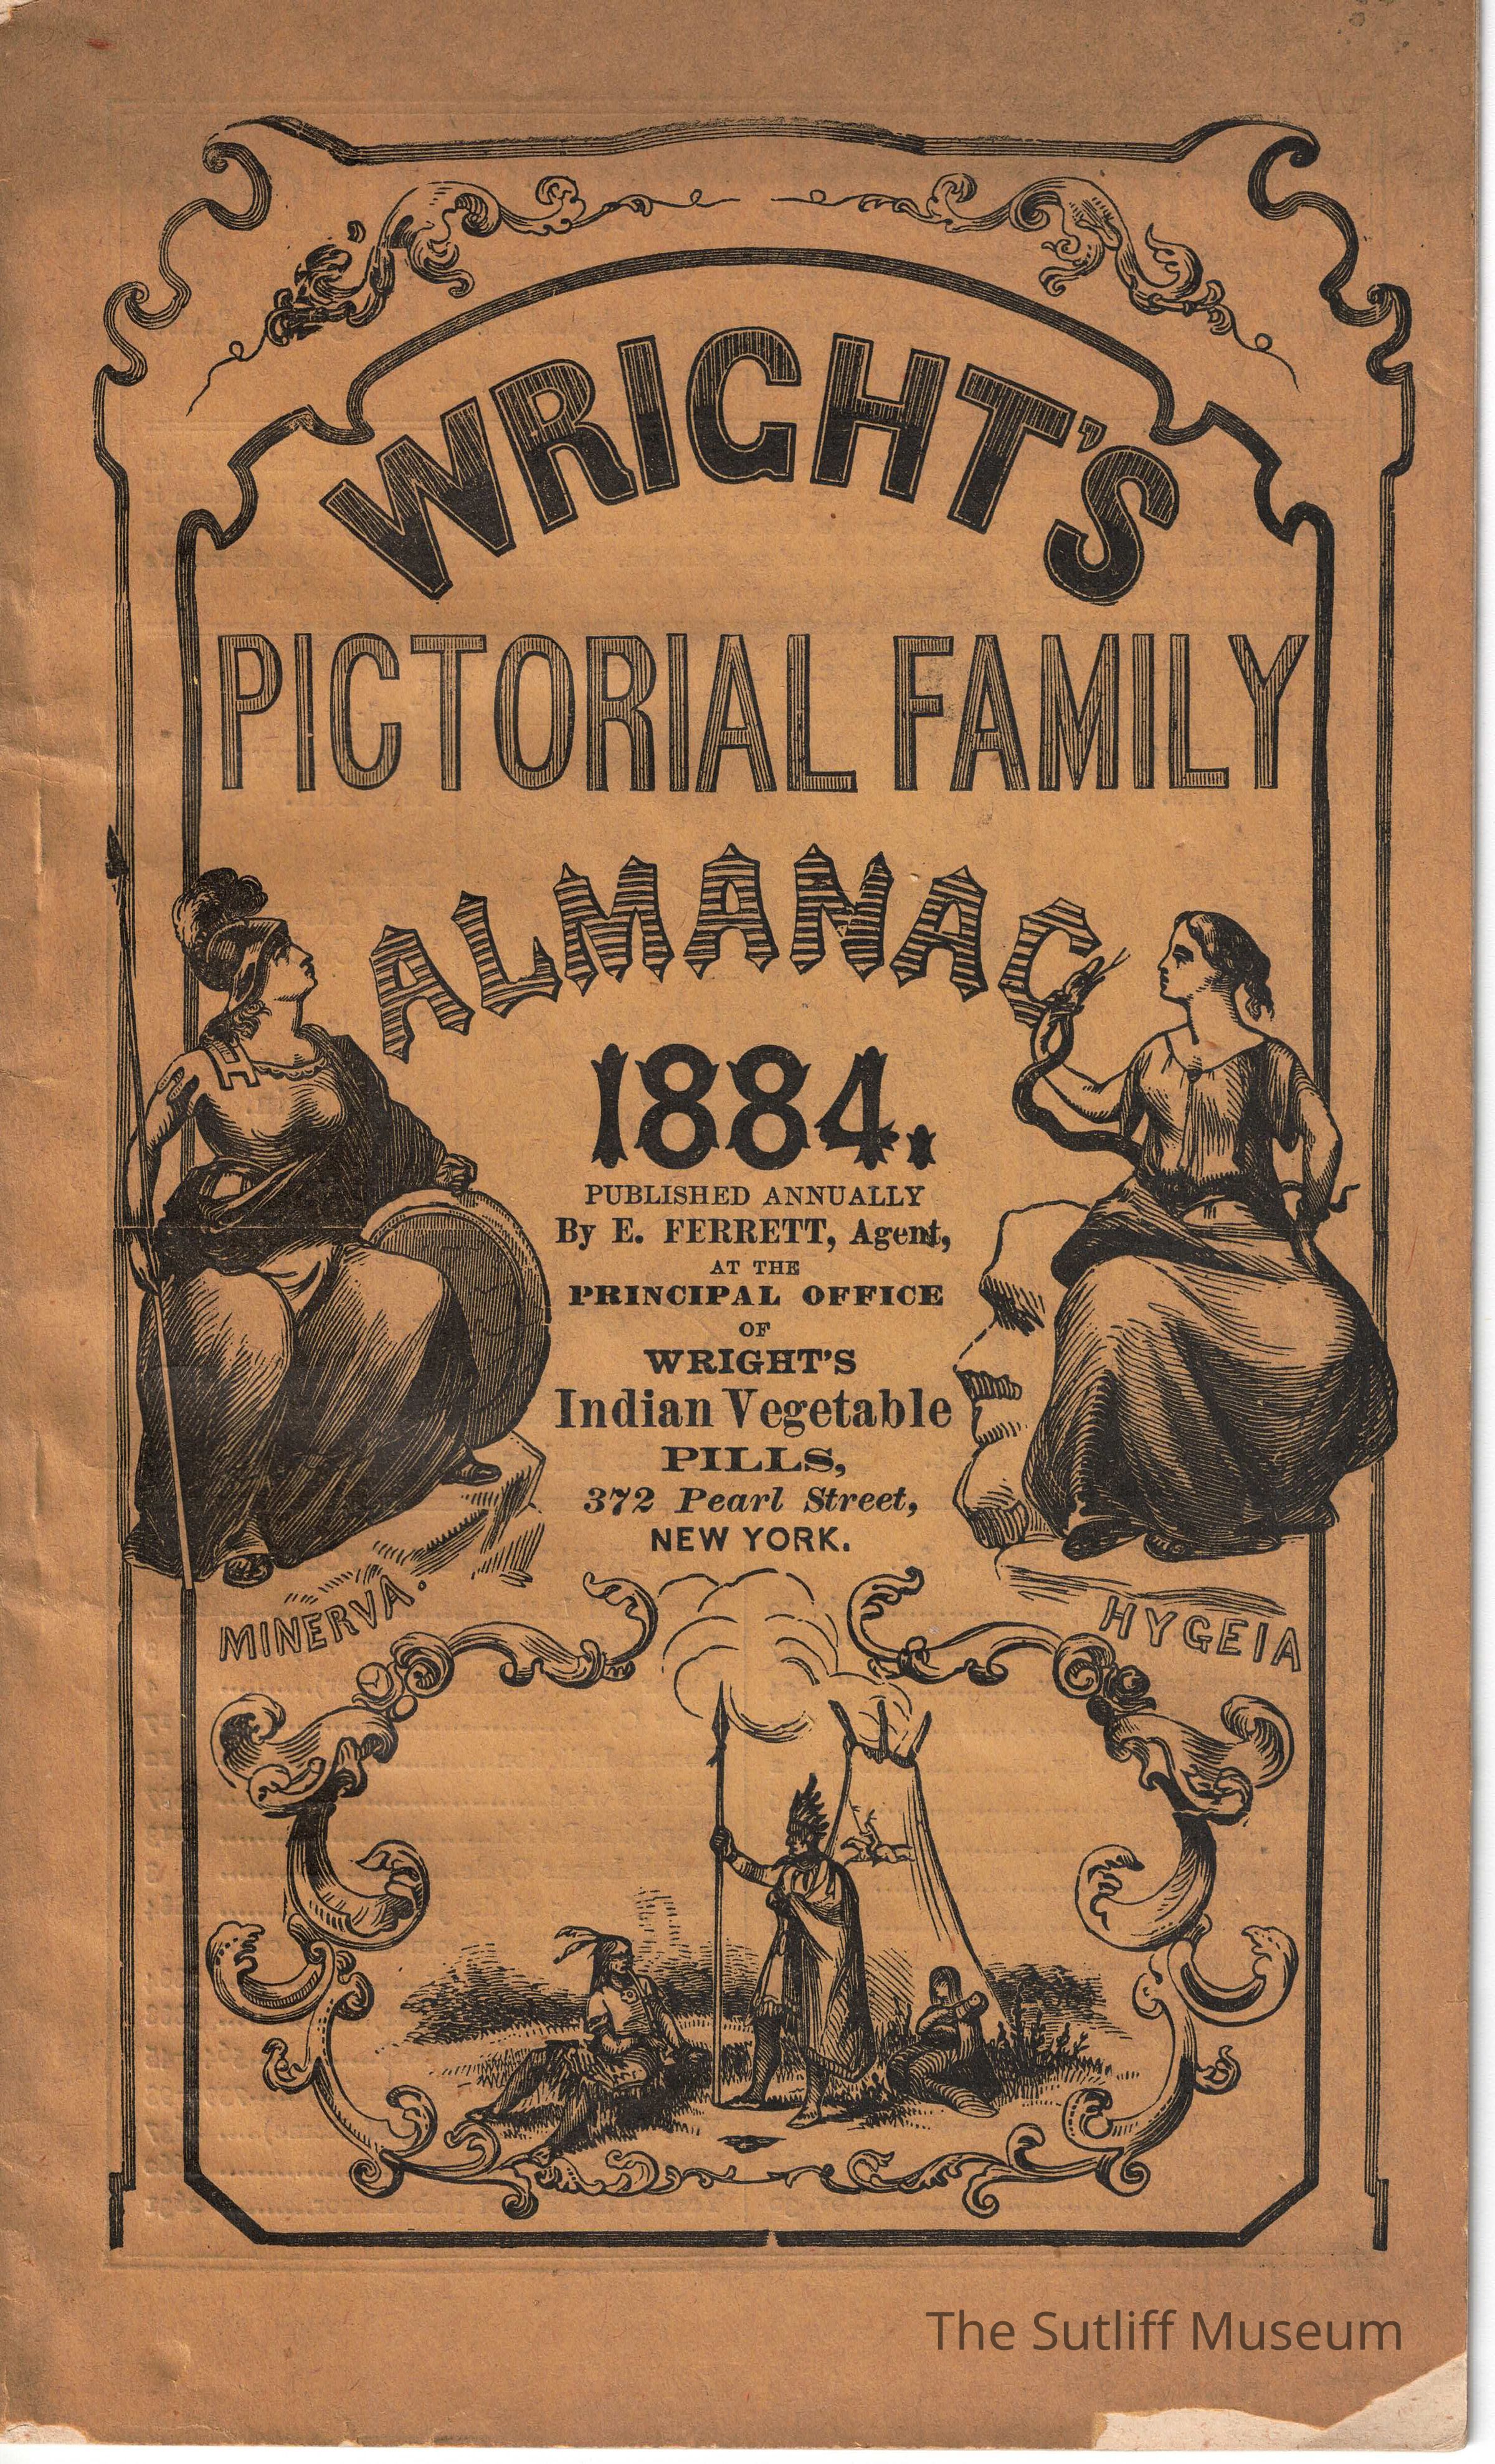 WRIGHT'S
PICTORIAL FAMILY
ALMANAC
1884.
PUBLISHED ANNUALLY
By E. FERRETT, Agent,
AT THE
PRINCIPAL OFFICE
OF
WRIGHT'S
Indian Vegetable
PILLS,
372 Pearl Street,
NEW YORK.
MINERVA.
HYGEIA
The Sutliff Museum